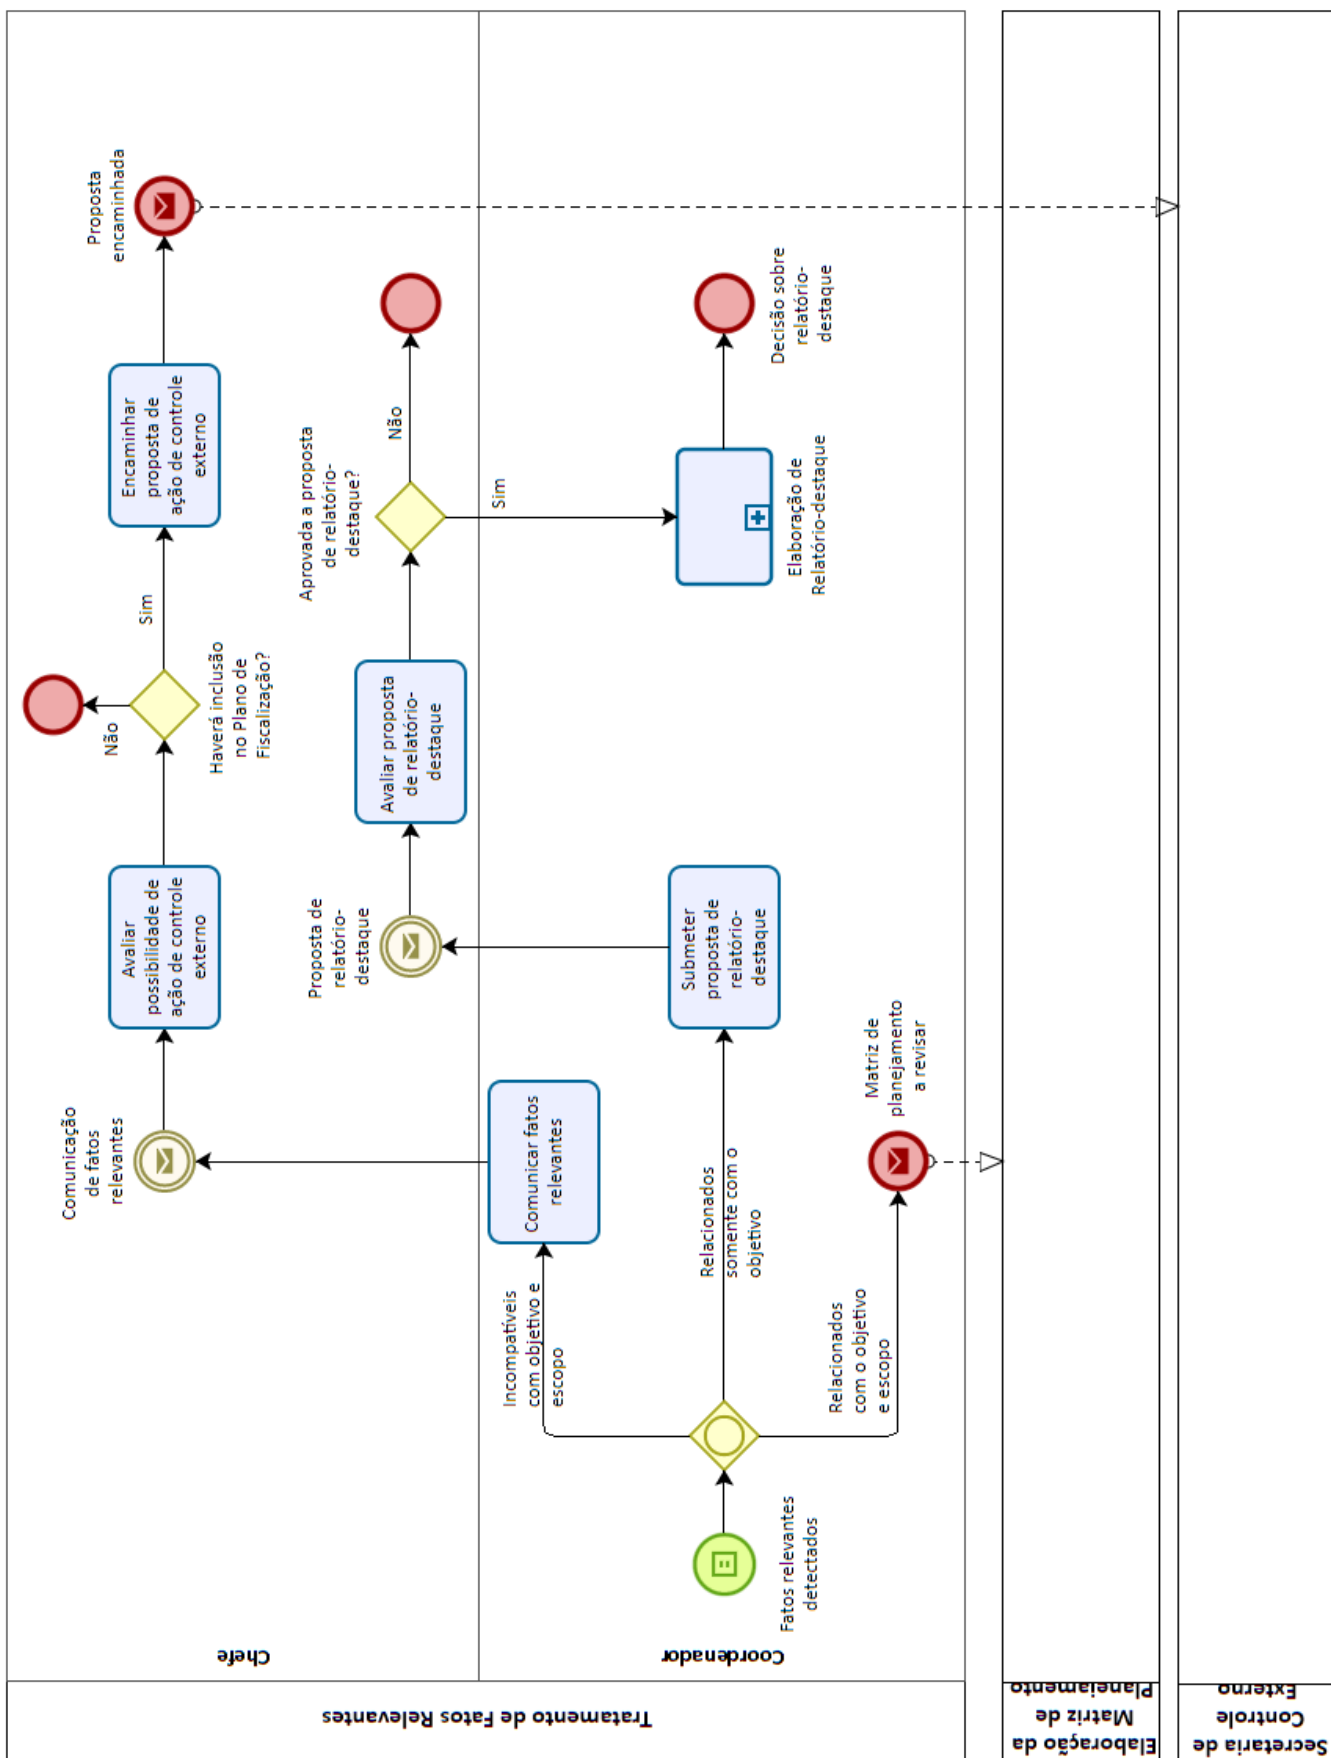 Tratamento de Fatos Relevantes
Chefe
Comunicação
de fatos
relevantes
Avaliar
possibilidade de
ação de controle
externo
Não
Haverá inclusão
no Plano de
Fiscalização?
Sim
Encaminhar
proposta de
ação de controle
externo
Proposta
encaminhada
Proposta de
relatório-
destaque
Avaliar proposta
de relatório-
destaque
Aprovada a proposta
de relatório-
destaque?
Não
Sim
Coordenador
Fatos relevantes
detectados
Incompatíveis
com objetivo e
escopo
Comunicar fatos
relevantes
Relacionados
somente com o
objetivo
Submeter
proposta de
relatório-
destaque
Elaboração de
Relatório-destaque
Decisão sobre
relatório-
destaque
Relacionados
com o objetivo
e escopo
Matriz de
planejamento
a revisar
Elaboração da
Matriz de
Planejamento
Secretaria de
Controle
Externo